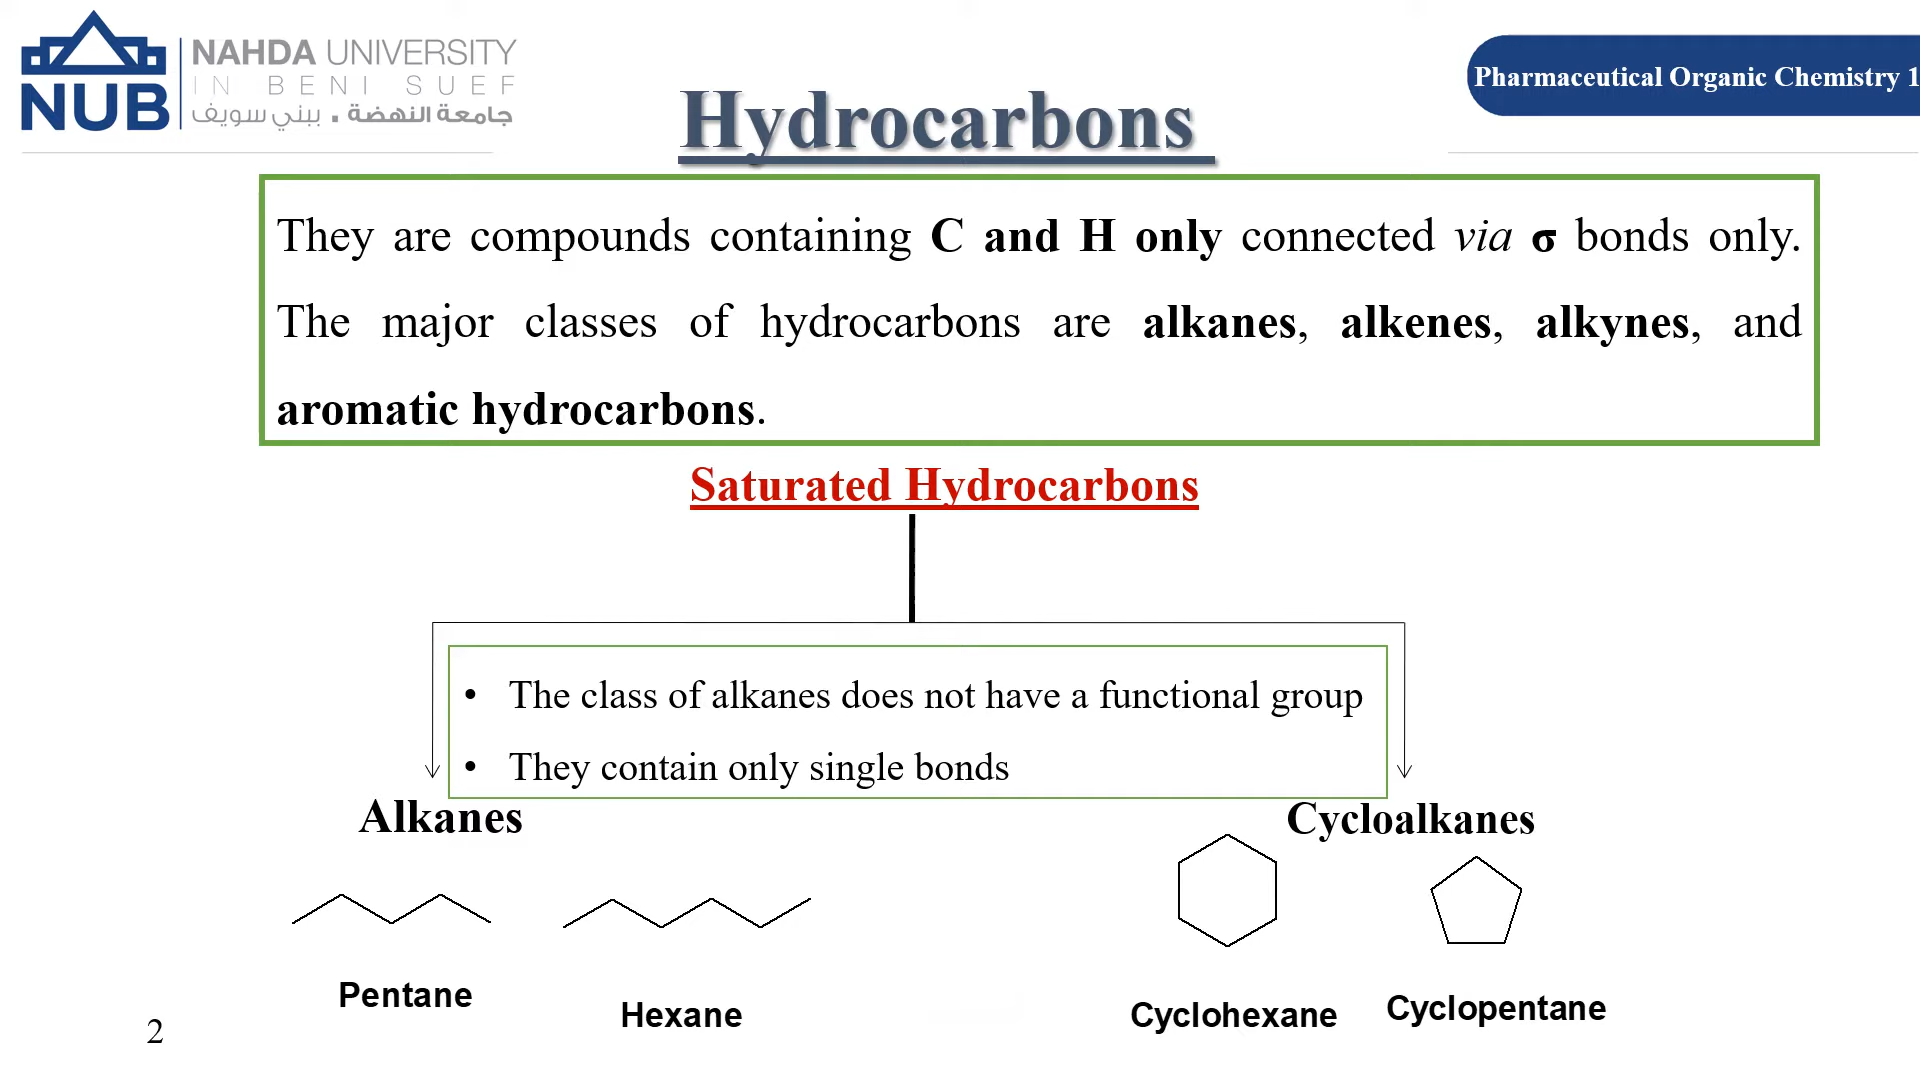 NUB
NAHDA UNIVERSITY
IN BENI SUEF
جامعة النهضة . ببني سويف
Pharmaceutical Organic Chemistry 1
Hydrocarbons
They are compounds containing C and H only connected via σ bonds only.
The major classes of hydrocarbons are alkanes, alkenes, alkynes, and
aromatic hydrocarbons.
Saturated Hydrocarbons
• The class of alkanes does not have a functional group
• They contain only single bonds
Alkanes
Cycloalkanes
Pentane
Hexane
Cyclohexane
Cyclopentane
2